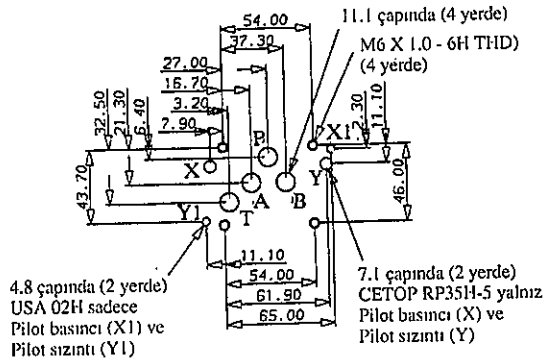 54.00
37.30
27.00
16.70
3.20
7.90
11.1 çapında (4 yerde)
M6 X 1.0 - 6H THD)
(4 yerde)
32.50
21.30
6.40
2.30
11.10
43.70
46.00
P
X1
X
Y
A
B
T
Y1
11.10
54.00
61.90
65.00
4.8 çapında (2 yerde)
USA 02H sadece
Pilot basıncı (X1) ve
Pilot sızıntı (Y1)
7.1 çapında (2 yerde)
CETOP RP35H-5 yalnız
Pilot basıncı (X) ve
Pilot sızıntı (Y)